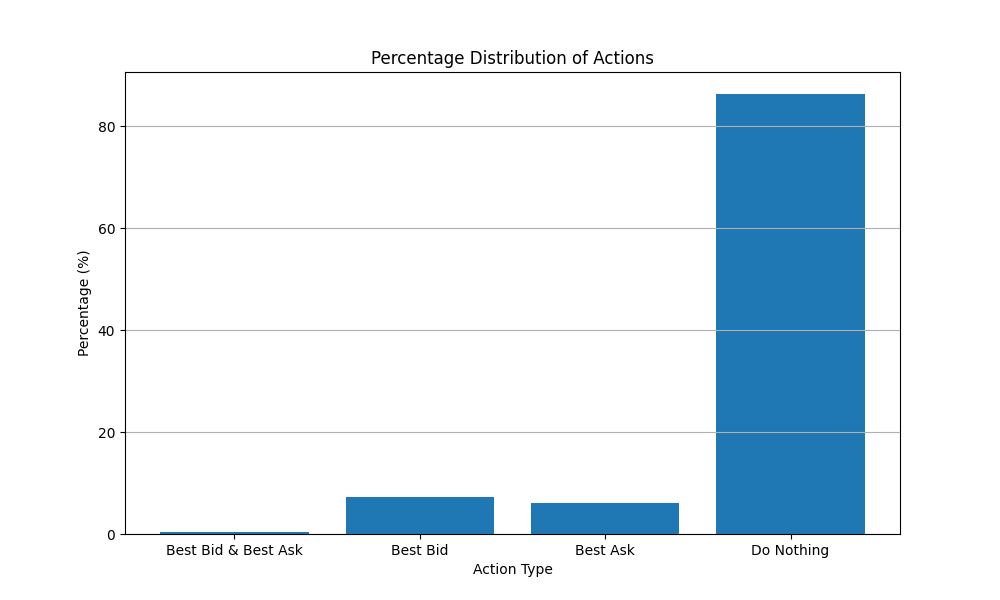 Percentage Distribution of Actions
Percentage (%)
80
60
40
20
0
Best Bid & Best Ask
Best Bid
Best Ask
Do Nothing
Action Type